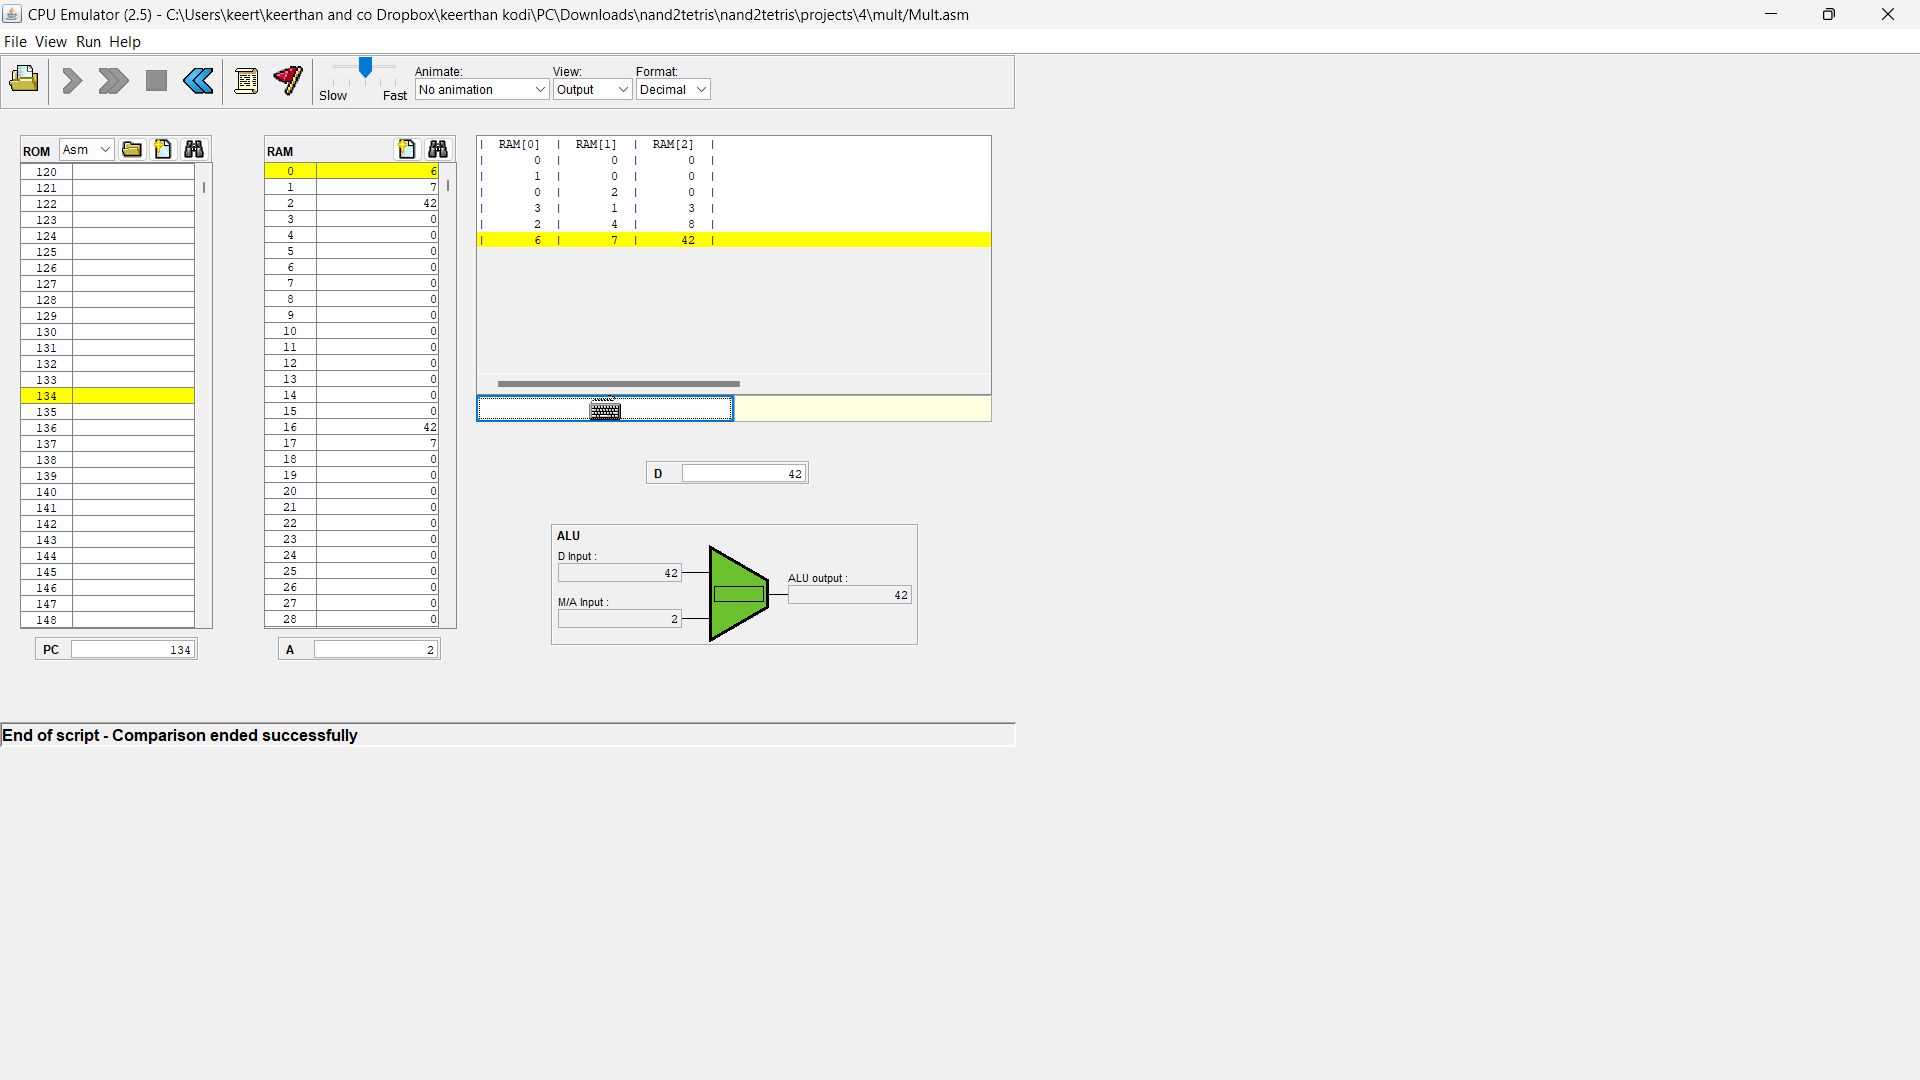 CPU Emulator (2.5) - C:\Users\keert\keerthan and co Dropbox\keerthan kodi\PC\Downloads\nand2tetris\nand2tetris\projects\4\mult/Mult.asm
File View Run Help
Slow Fast
Animate:
No animation
View:
Output
Format:
Decimal
ROM Asm
120
121
122
123
124
125
126
127
128
129
130
131
132
133
134
135
136
137
138
139
140
141
142
143
144
145
146
147
148
PC 134
RAM
0 6
1 7
2 42
3 0
4 0
5 0
6 0
7 0
8 0
9 0
10 0
11 0
12 0
13 0
14 0
15 0
16 42
17 7
18 0
19 0
20 0
21 0
22 0
23 0
24 0
25 0
26 0
27 0
28 0
A 2
| RAM[0] | RAM[1] | RAM[2] |
| 0 | 0 | 0 |
| 1 | 0 | 0 |
| 0 | 2 | 0 |
| 3 | 1 | 3 |
| 2 | 4 | 8 |
| 6 | 7 | 42 |
D 42
ALU
D Input :
42
M/A Input :
2
ALU output :
42
End of script - Comparison ended successfully